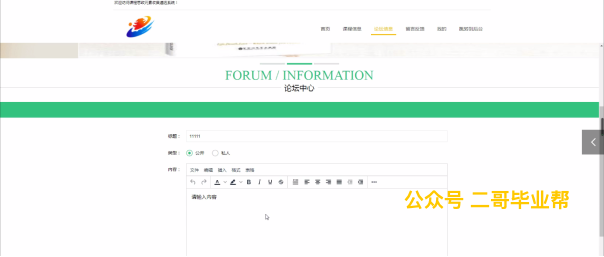 欢迎访问课程思政元素收集遴选系统！
首页 课程信息 论坛信息 留言反馈 我的 跳到到后台
FORUM / INFORMATION
论坛中心
标题： 11111
类型： 公开 私人
内容： 文件 编辑 插入 格式 表格
A B I U S
请输入内容
公众号 二哥毕业帮